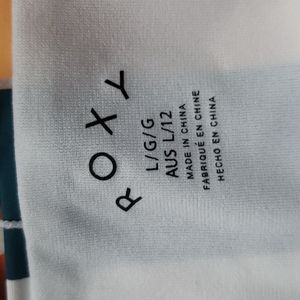 ROXY
L/G/G
AUS L/12
MADE IN CHINA
FABRIQUÉ EN CHINE
HECHO EN CHINA